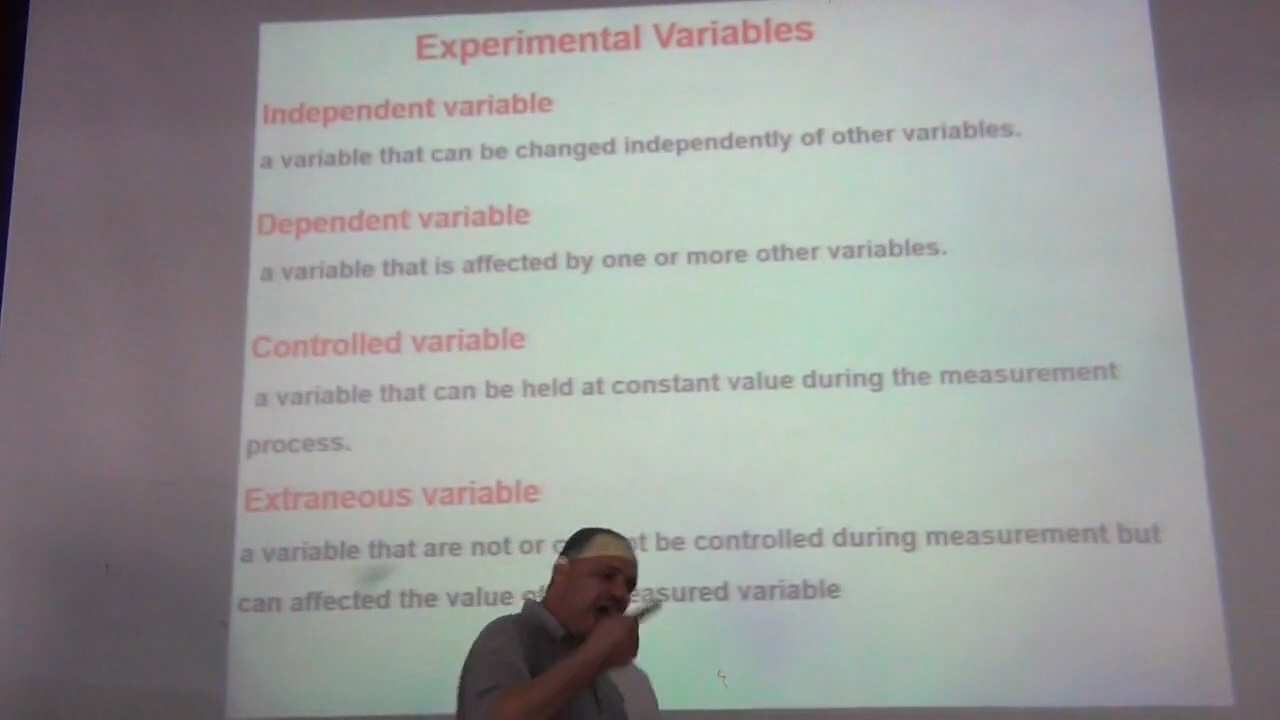 Experimental Variables
Independent variable
a variable that can be changed independently of other variables.
Dependent variable
a variable that is affected by one or more other variables.
Controlled variable
a variable that can be held at constant value during the measurement
process.
Extraneous variable
a variable that are not or be controlled during measurement but
can affected the value variable